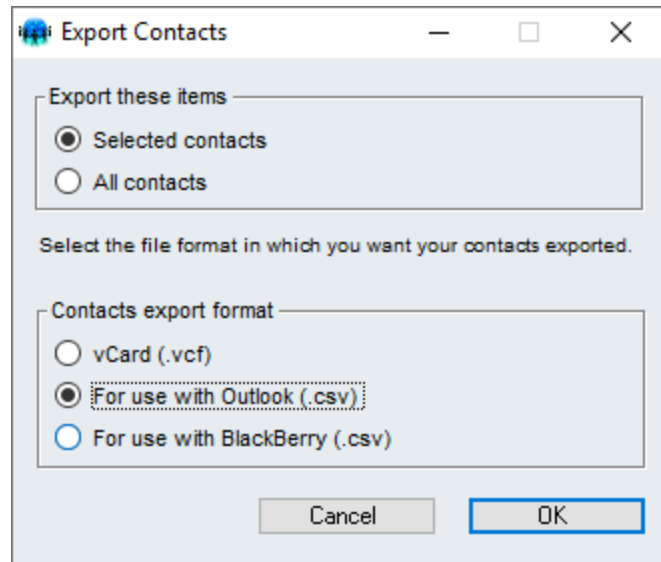 Export Contacts
Export these items
Selected contacts
All contacts
Select the file format in which you want your contacts exported.
Contacts export format
vCard (.vcf)
For use with Outlook (.csv)
For use with BlackBerry (.csv)
Cancel
OK